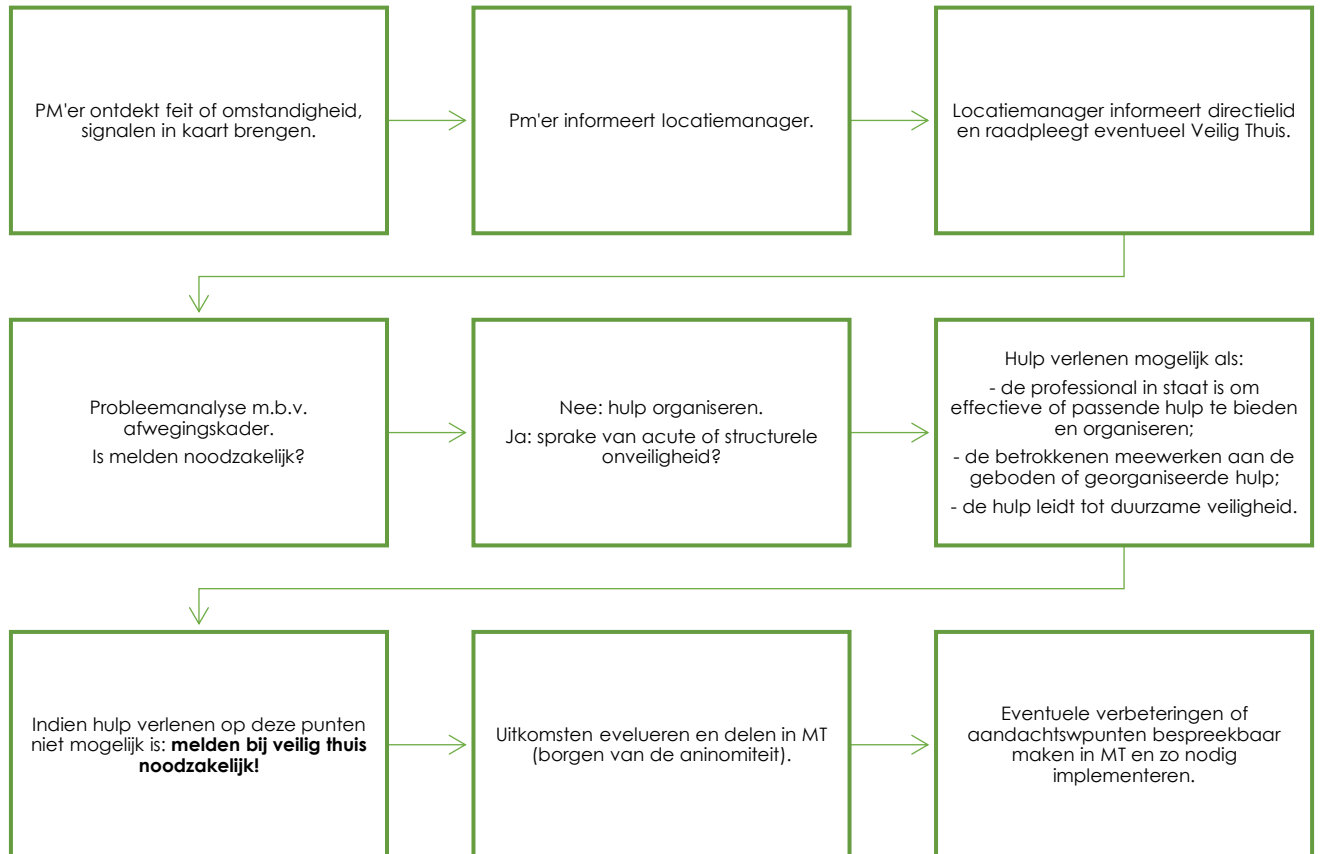 PM'er ontdekt feit of omstandigheid,
signalen in kaart brengen.
Pm'er informeert locatiemanager.
Locatiemanager informeert directielid
en raadpleegt eventueel Veilig Thuis.
Probleemanalyse m.b.v.
afwegingskader.
Is melden noodzakelijk?
Nee: hulp organiseren.
Ja: sprake van acute of structurele
onveiligheid?
Hulp verlenen mogelijk als:
- de professional in staat is om
effectieve of passende hulp te bieden
en organiseren;
- de betrokkenen meewerken aan de
geboden of georganiseerde hulp;
- de hulp leidt tot duurzame veiligheid.
Indien hulp verlenen op deze punten
niet mogelijk is: melden bij veilig thuis
noodzakelijk!
Uitkomsten evelueren en delen in MT
(borgen van de aninomiteit).
Eventuele verbeteringen of
aandachtswpunten bespreekbaar
maken in MT en zo nodig
implementeren.